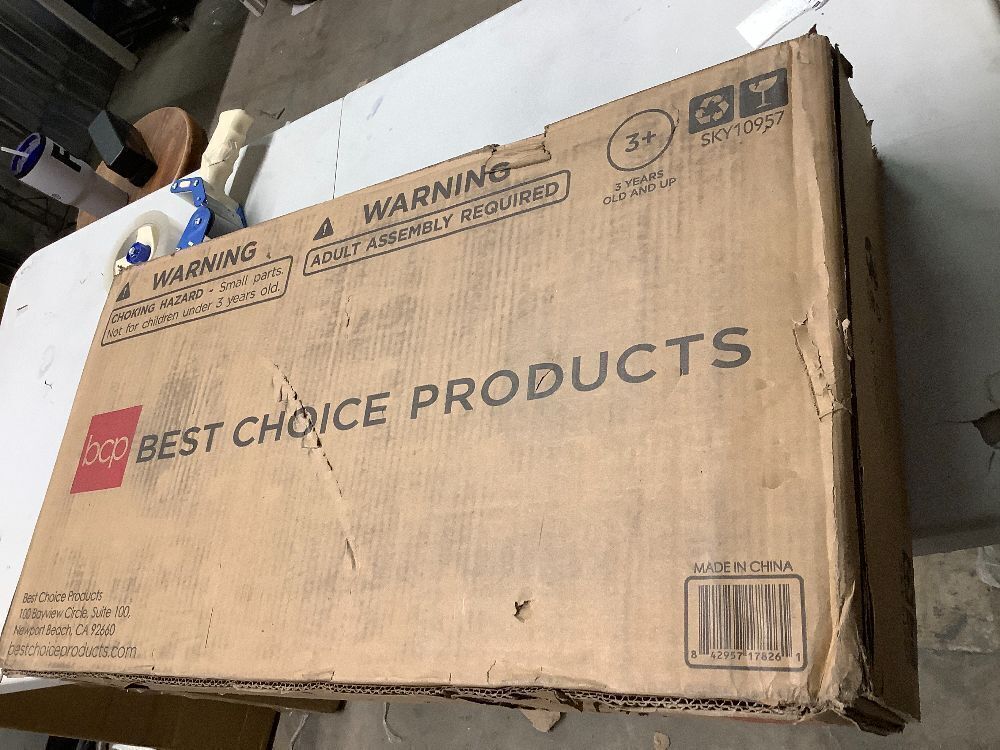 3+
3 YEARS
OLD AND UP
SKY10957
WARNING
ADULT ASSEMBLY REQUIRED
WARNING
CHOKING HAZARD - Small parts.
Not for children under 3 years old.
bcp BEST CHOICE PRODUCTS
Best Choice Products
100 Bayview Circle, Suite 100,
Newport Beach, CA 92660
bestchoiceproducts.com
MADE IN CHINA
8 42957 17826 1